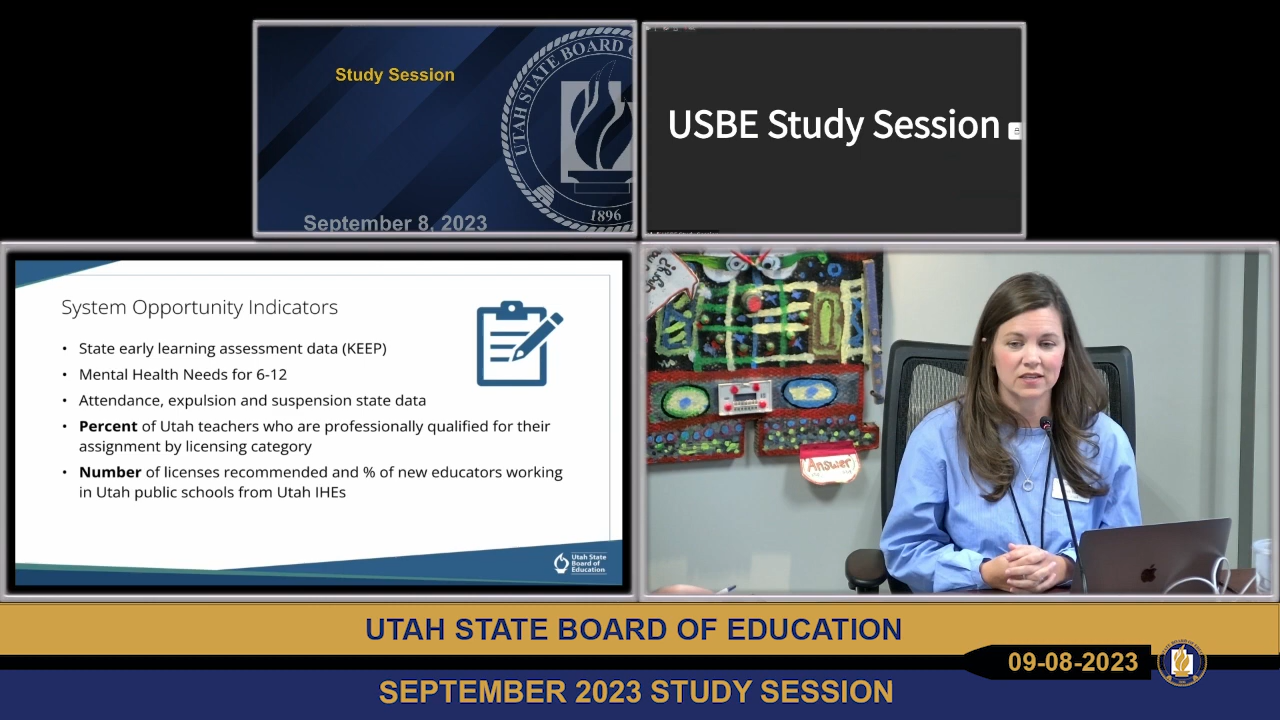 Study Session
UTAH STATE BOARD O
1896
September 8, 2023
USBE Study Session
System Opportunity Indicators
• State early learning assessment data (KEEP)
• Mental Health Needs for 6-12
• Attendance, expulsion and suspension state data
• Percent of Utah teachers who are professionally qualified for their
assignment by licensing category
• Number of licenses recommended and % of new educators working
in Utah public schools from Utah IHEs
Utah State
Board of
Education
Answer
UTAH STATE BOARD OF EDUCATION
09-08-2023
SEPTEMBER 2023 STUDY SESSION